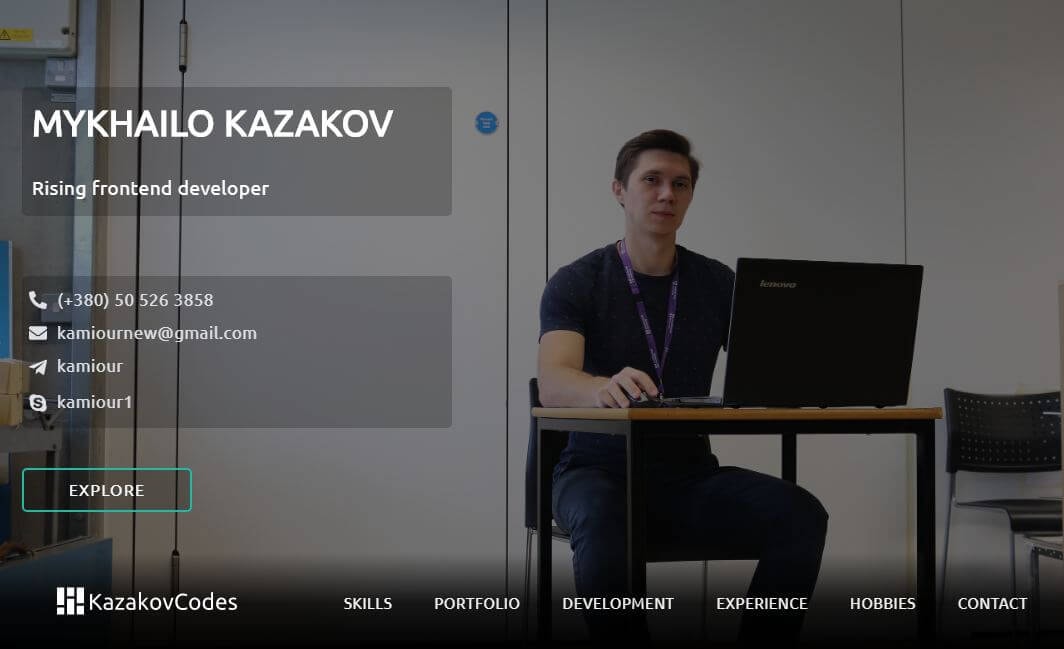 MYKHAILO KAZAKOV
Rising frontend developer
(+380) 50 526 3858
kamiournew@gmail.com
kamiour
kamiour1
EXPLORE
lenovo
KazakovCodes
SKILLS
PORTFOLIO
DEVELOPMENT
EXPERIENCE
HOBBIES
CONTACT